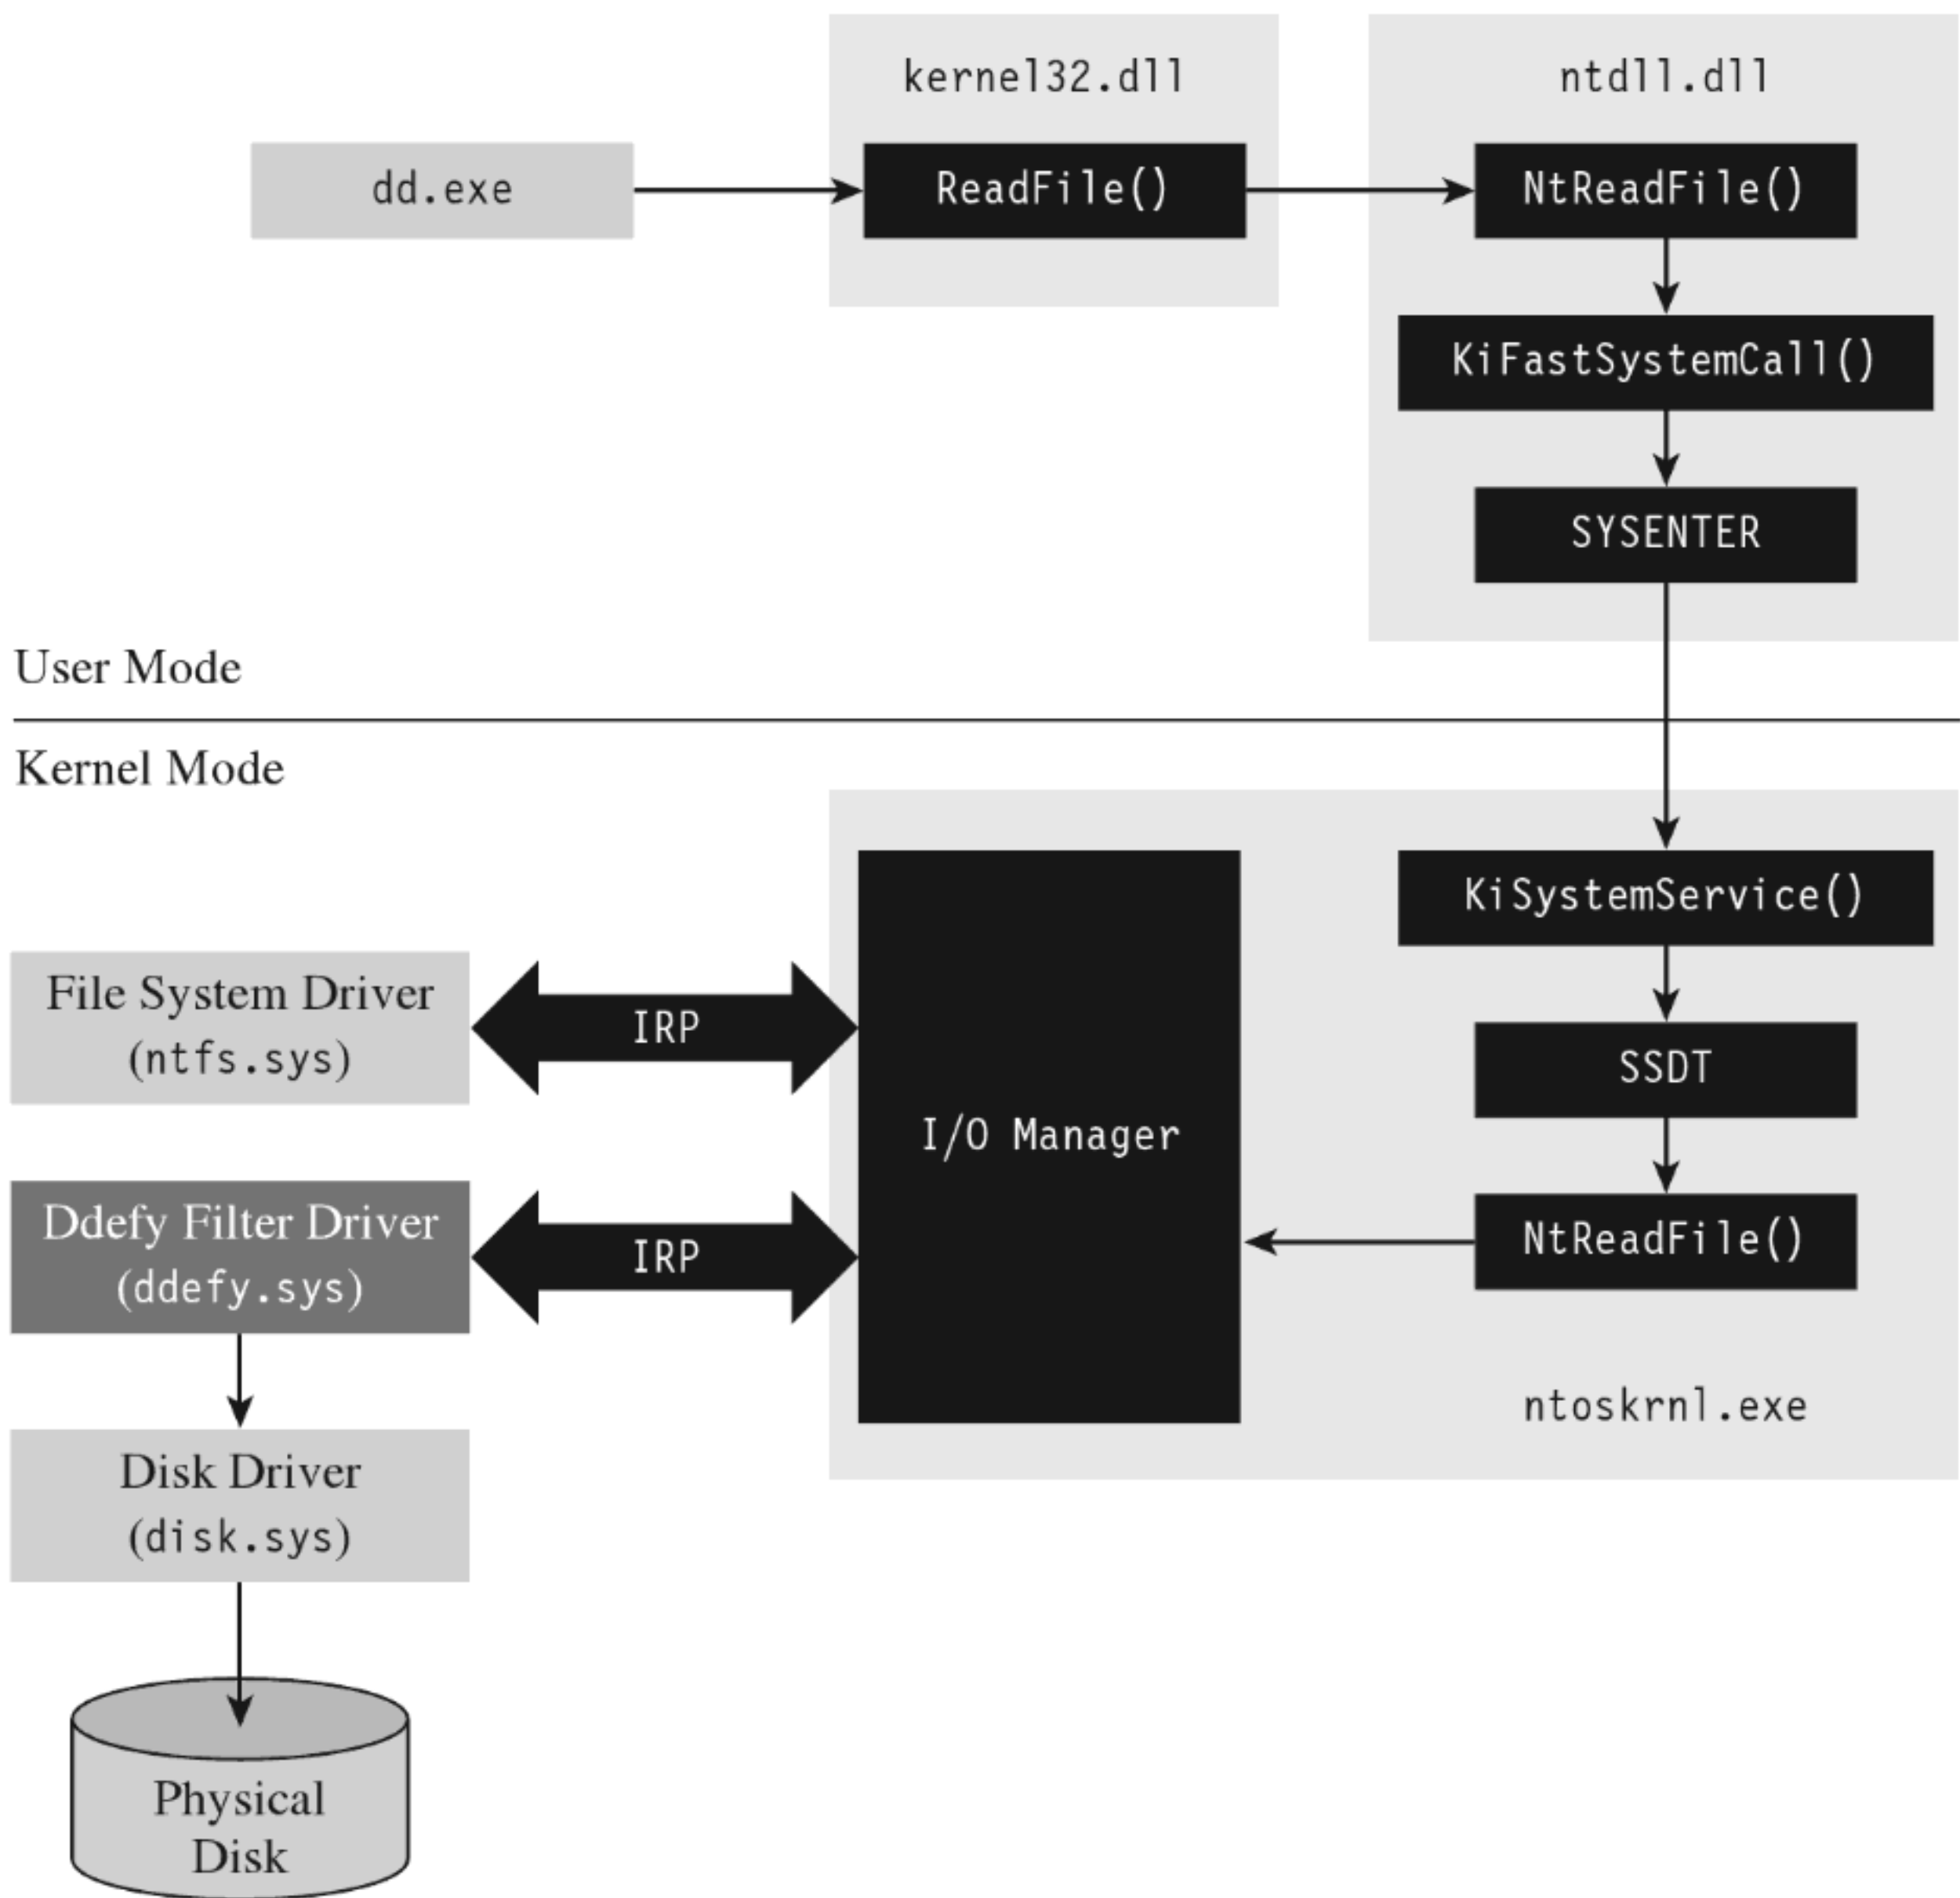 kernel32.dll
ntdll.dll
dd.exe
ReadFile()
NtReadFile()
KiFastSystemCall()
SYSENTER
User Mode
Kernel Mode
KiSystemService()
File System Driver
(ntfs.sys)
IRP
SSDT
I/O Manager
Ddefy Filter Driver
(ddefy.sys)
IRP
NtReadFile()
ntoskrnl.exe
Disk Driver
(disk.sys)
Physical
Disk